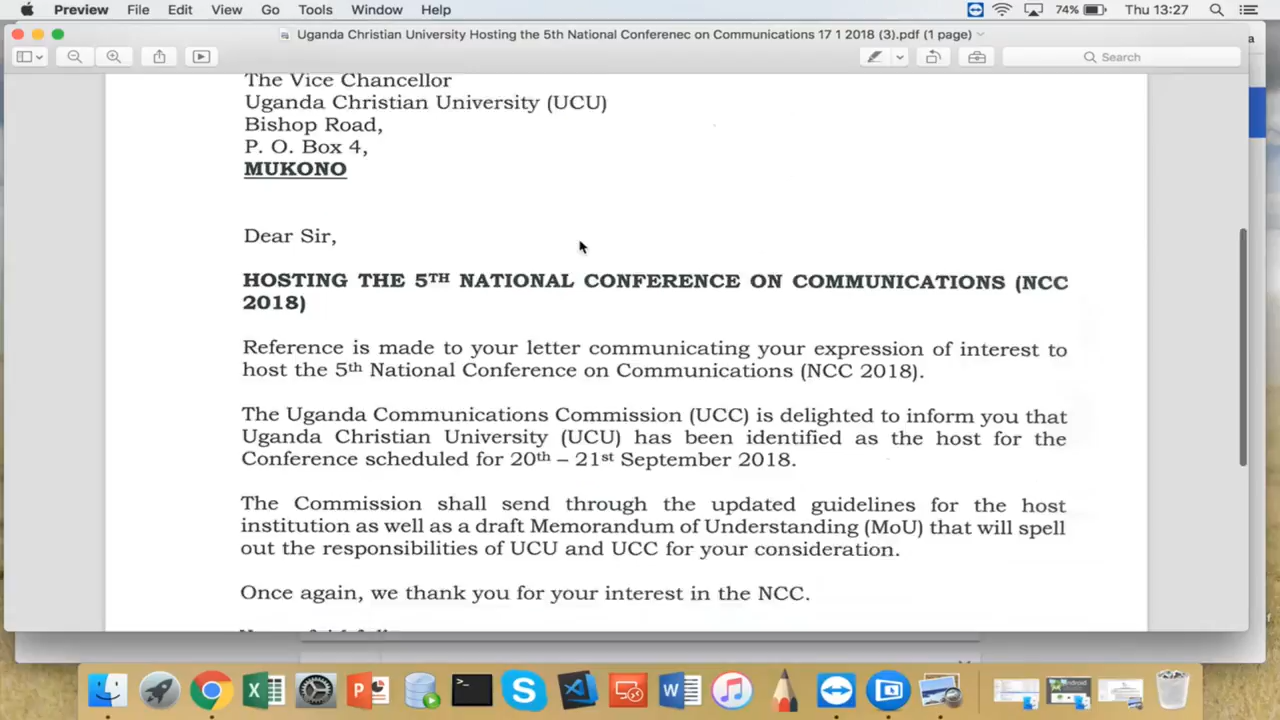 Preview File Edit View Go Tools Window Help 74% Thu 13:27
Uganda Christian University Hosting the 5th National Conferenec on Communications 17 1 2018 (3).pdf (1 page)
Search
The Vice Chancellor
Uganda Christian University (UCU)
Bishop Road,
P. O. Box 4,
MUKONO
Dear Sir,
HOSTING THE 5TH NATIONAL CONFERENCE ON COMMUNICATIONS (NCC
2018)
Reference is made to your letter communicating your expression of interest to
host the 5th National Conference on Communications (NCC 2018).
The Uganda Communications Commission (UCC) is delighted to inform you that
Uganda Christian University (UCU) has been identified as the host for the
Conference scheduled for 20th – 21st September 2018.
The Commission shall send through the updated guidelines for the host
institution as well as a draft Memorandum of Understanding (MoU) that will spell
out the responsibilities of UCU and UCC for your consideration.
Once again, we thank you for your interest in the NCC.